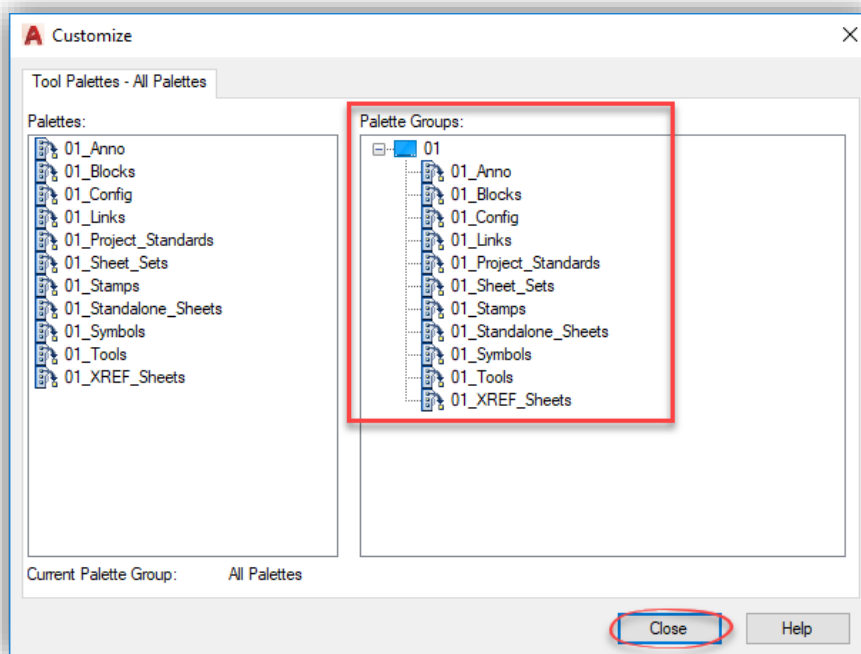 Customize
Tool Palettes - All Palettes
Palettes:
01_Anno
01_Blocks
01_Config
01_Links
01_Project_Standards
01_Sheet_Sets
01_Stamps
01_Standalone_Sheets
01_Symbols
01_Tools
01_XREF_Sheets
Palette Groups:
01
01_Anno
01_Blocks
01_Config
01_Links
01_Project_Standards
01_Sheet_Sets
01_Stamps
01_Standalone_Sheets
01_Symbols
01_Tools
01_XREF_Sheets
Current Palette Group: All Palettes
Close Help